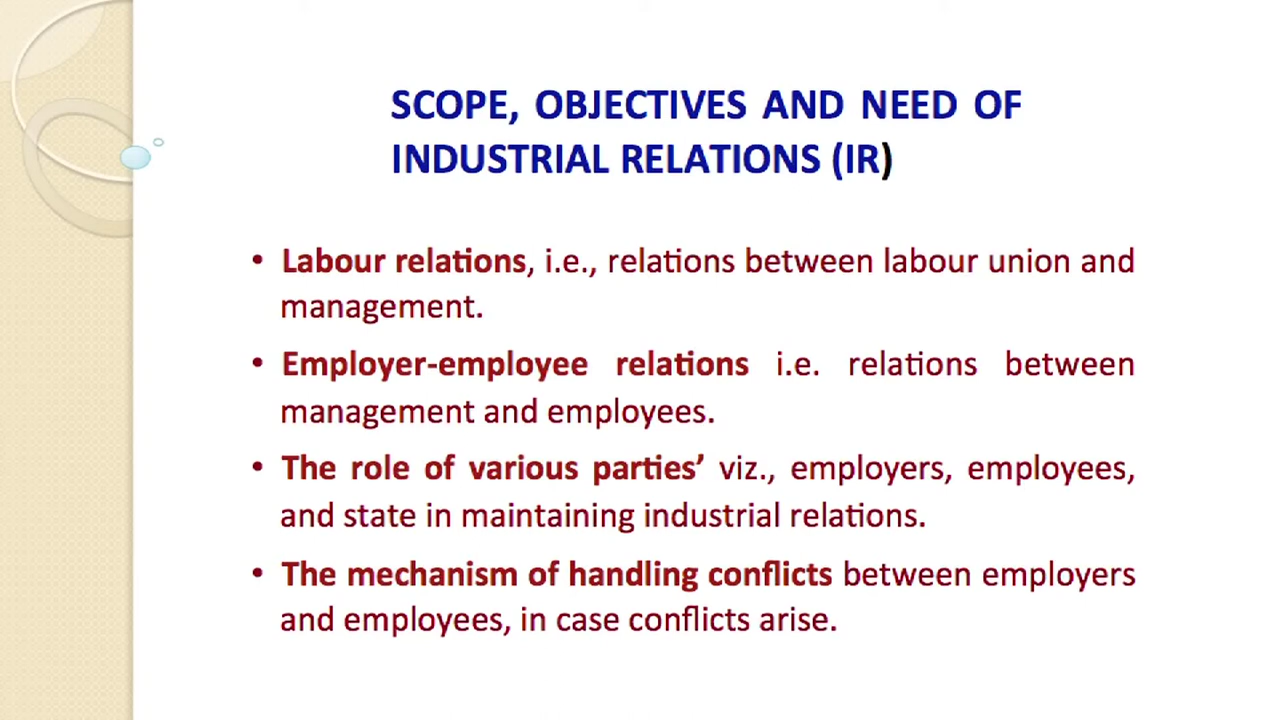 SCOPE, OBJECTIVES AND NEED OF
INDUSTRIAL RELATIONS (IR)
• Labour relations, i.e., relations between labour union and
management.
• Employer-employee relations i.e. relations between
management and employees.
• The role of various parties’ viz., employers, employees,
and state in maintaining industrial relations.
• The mechanism of handling conflicts between employers
and employees, in case conflicts arise.